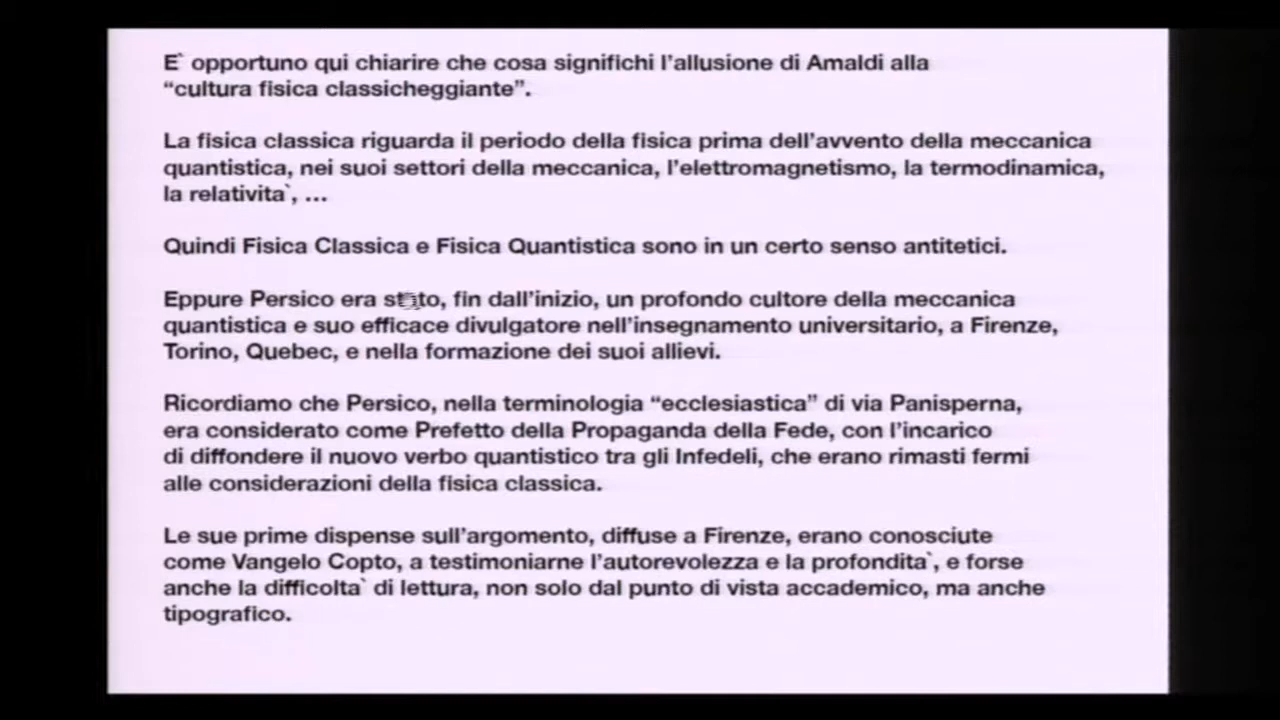 E` opportuno qui chiarire che cosa significhi l’allusione di Amaldi alla
“cultura fisica classicheggiante”.
La fisica classica riguarda il periodo della fisica prima dell’avvento della meccanica
quantistica, nei suoi settori della meccanica, l’elettromagnetismo, la termodinamica,
la relativita`, ...
Quindi Fisica Classica e Fisica Quantistica sono in un certo senso antitetici.
Eppure Persico era stato, fin dall’inizio, un profondo cultore della meccanica
quantistica e suo efficace divulgatore nell’insegnamento universitario, a Firenze,
Torino, Quebec, e nella formazione dei suoi allievi.
Ricordiamo che Persico, nella terminologia “ecclesiastica” di via Panisperna,
era considerato come Prefetto della Propaganda della Fede, con l’incarico
di diffondere il nuovo verbo quantistico tra gli Infedeli, che erano rimasti fermi
alle considerazioni della fisica classica.
Le sue prime dispense sull’argomento, diffuse a Firenze, erano conosciute
come Vangelo Copto, a testimoniarne l’autorevolezza e la profondita`, e forse
anche la difficolta` di lettura, non solo dal punto di vista accademico, ma anche
tipografico.